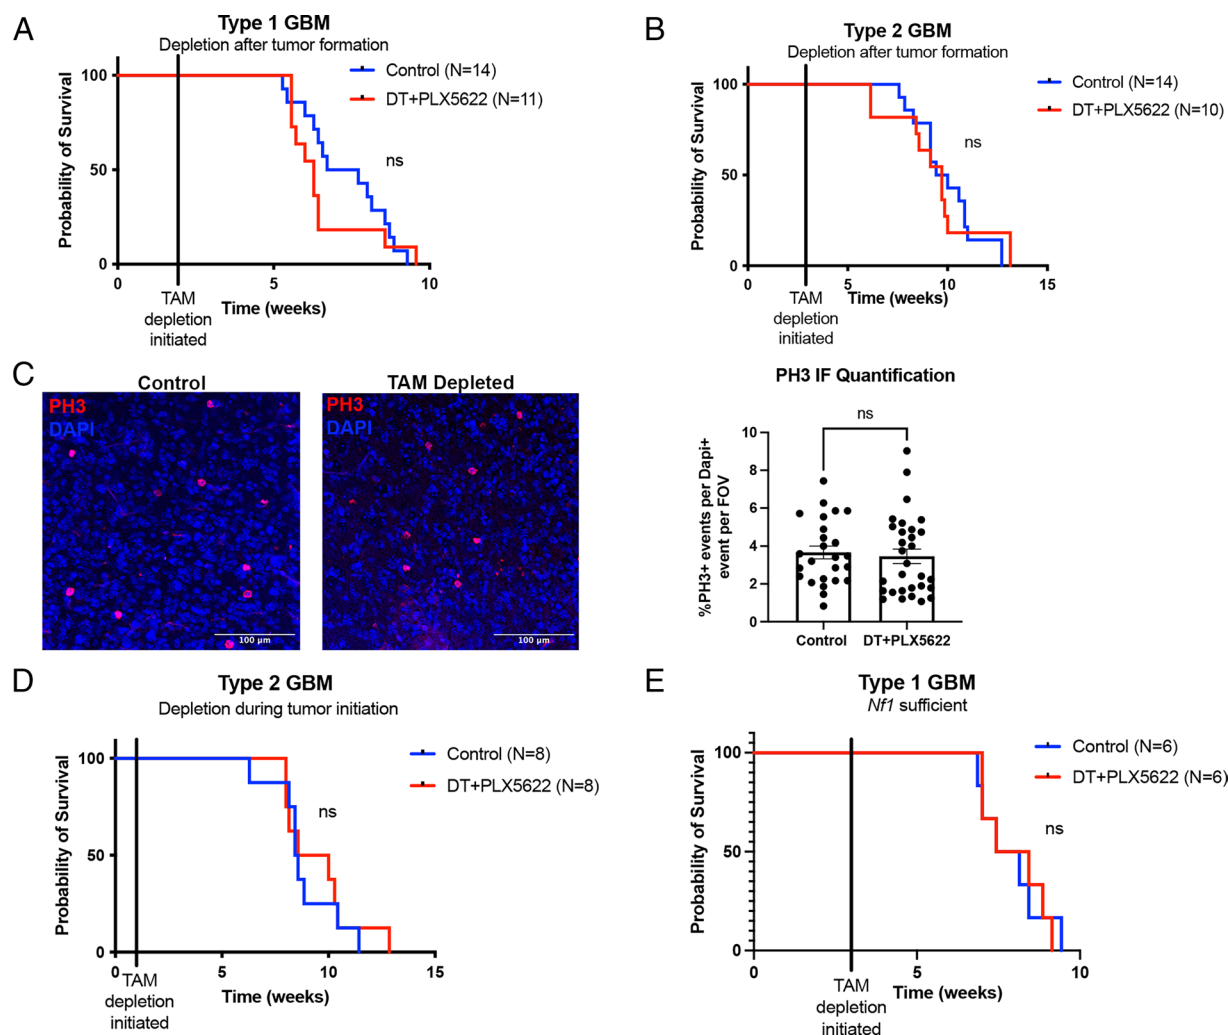 A
Type 1 GBM
Depletion after tumor formation
Control (N=14)
DT+PLX5622 (N=11)
ns
Probability of Survival
100
50
0
0
5
10
Time (weeks)
TAM
depletion
initiated
B
Type 2 GBM
Depletion after tumor formation
Control (N=14)
DT+PLX5622 (N=10)
ns
Probability of Survival
100
50
0
0
5
10
15
Time (weeks)
TAM
depletion
initiated
C
Control
PH3
DAPI
100 µm
TAM Depleted
PH3
DAPI
100 µm
PH3 IF Quantification
ns
%PH3+ events per Dapi+
event per FOV
10
8
6
4
2
0
Control
DT+PLX5622
D
Type 2 GBM
Depletion during tumor initiation
Control (N=8)
DT+PLX5622 (N=8)
ns
Probability of Survival
100
50
0
0
5
10
15
Time (weeks)
TAM
depletion
initiated
E
Type 1 GBM
Nf1 sufficient
Control (N=6)
DT+PLX5622 (N=6)
ns
Probability of Survival
100
50
0
0
5
10
Time (weeks)
TAM
depletion
initiated